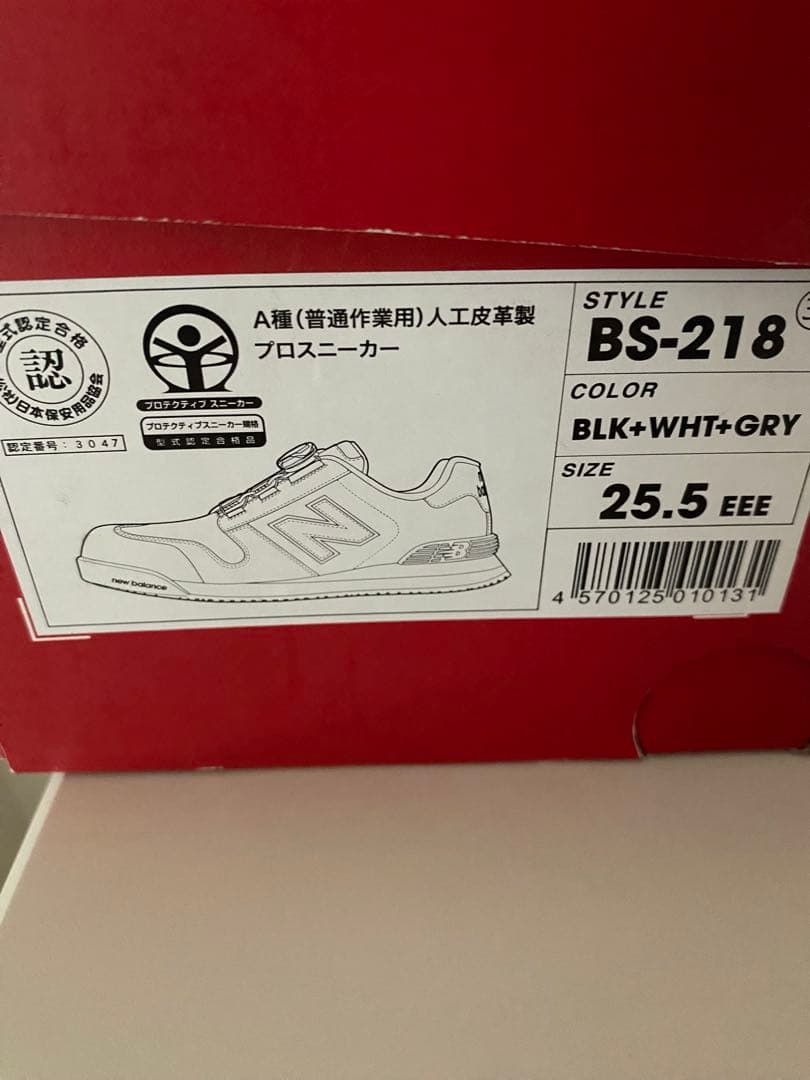 型式認定合格
認
(公社)日本保安用品協会
認定番号：3047
プロテクティブ スニーカー
プロテクティブスニーカー規格
型式認定合格品
A種(普通作業用)人工皮革製
プロスニーカー
N
new balance
NB
STYLE
BS-218
COLOR
BLK+WHT+GRY
SIZE
25.5 EEE
4 570125 010131